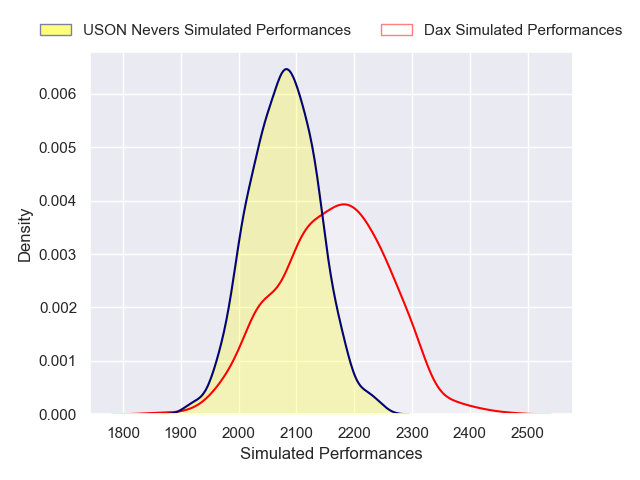 USON Nevers Simulated Performances Dax Simulated Performances
0.006
0.005
0.004
0.003
0.002
0.001
0.000
Density
1800 1900 2000 2100 2200 2300 2400 2500
Simulated Performances